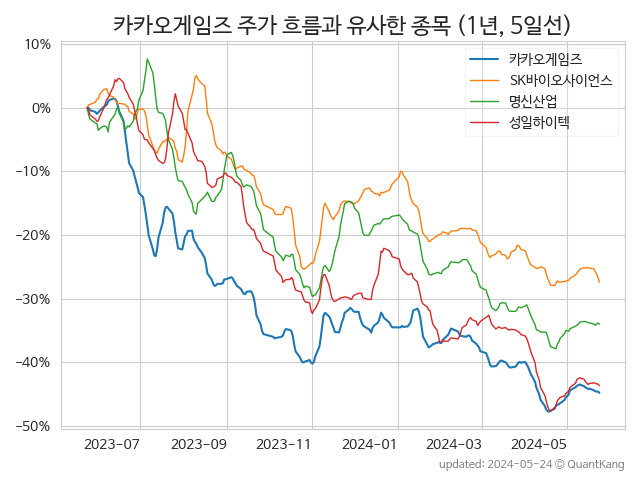 카카오게임즈 주가 흐름과 유사한 종목 (1년, 5일선)
10%
0%
−10%
−20%
−30%
−40%
−50%
카카오게임즈
SK바이오사이언스
명신산업
성일하이텍
2023-07
2023-09
2023-11
2024-01
2024-03
2024-05
updated: 2024-05-24 © QuantKang